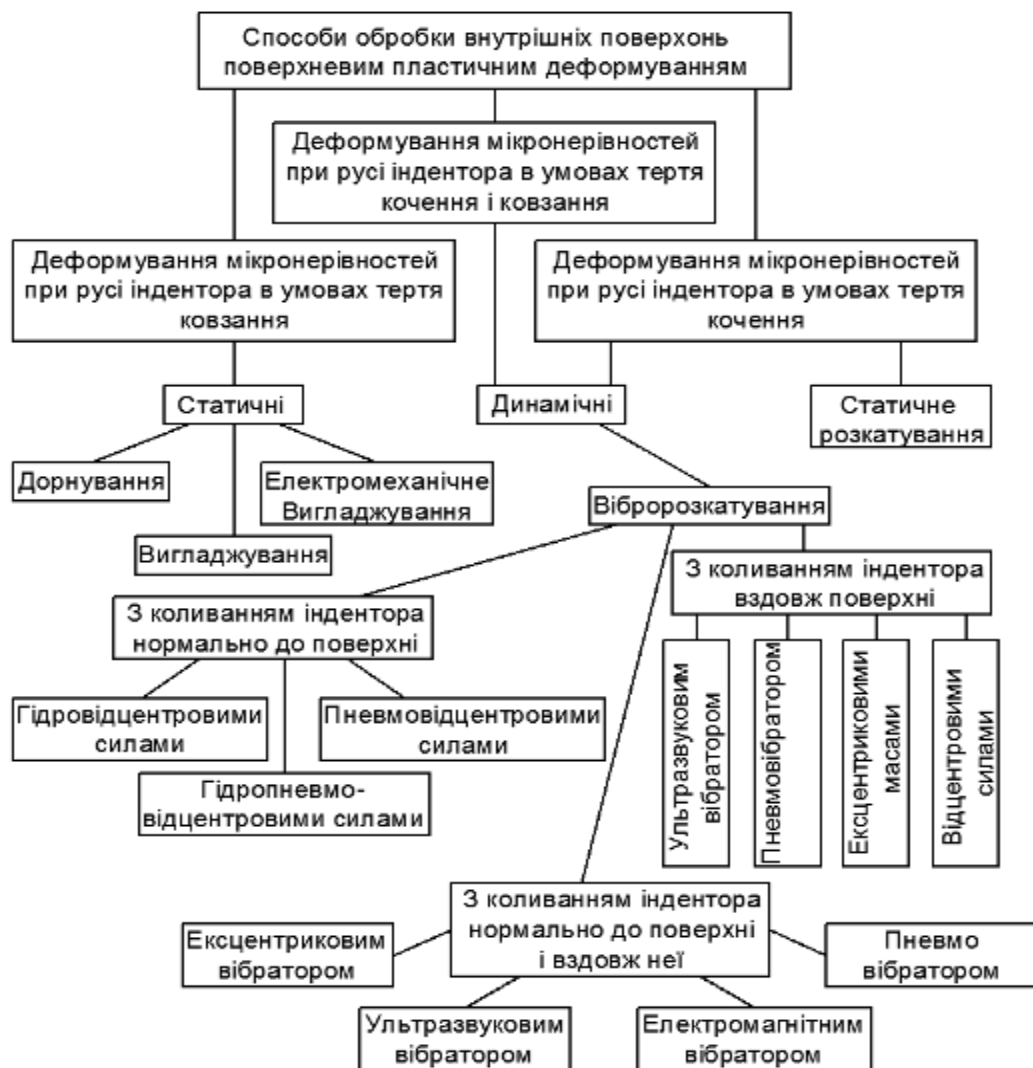 Способи обробки внутрішніх поверхонь
поверхневим пластичним деформуванням
Деформування мікронерівностей
при русі індентора в умовах тертя
кочення і ковзання
Деформування мікронерівностей
при русі індентора в умовах тертя
ковзання
Деформування мікронерівностей
при русі індентора в умовах тертя
кочення
Статичні
Динамічні
Статичне
розкатування
Дорнування
Електромеханічне
Вигладжування
Вигладжування
Вібророзкатування
З коливанням індентора
вздовж поверхні
З коливанням індентора
нормально до поверхні
Гідровідцентровими
силами
Пневмовідцентровими
силами
Гідропневмо-
відцентровими силами
Ультразвуковим
вібратором
Пневмовібратором
Ексцентриковими
масами
Відцентровими
силами
З коливанням індентора
нормально до поверхні
і вздовж неї
Ексцентриковим
вібратором
Пневмо
вібратором
Ультразвуковим
вібратором
Електромагнітним
вібратором